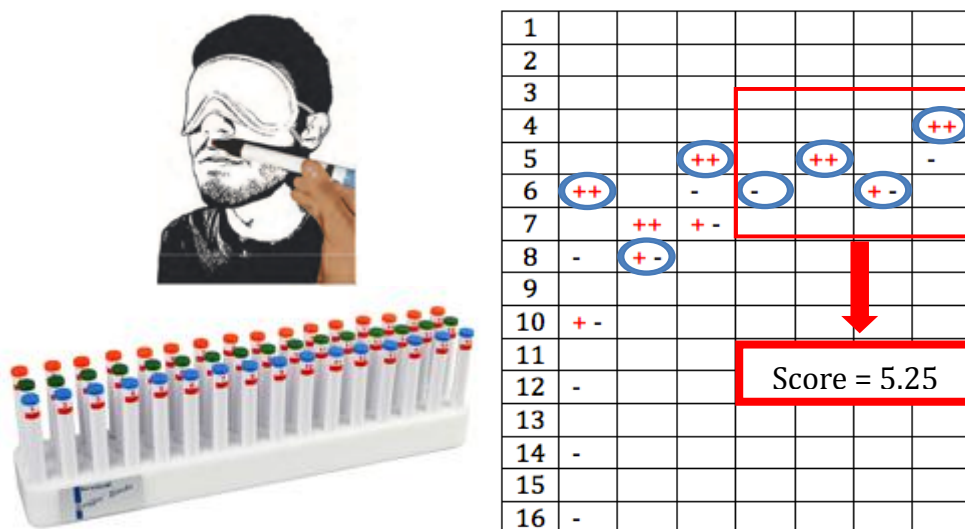 1
2
3
4 ++
5 ++ ++ -
6 ++ - - + -
7 ++ + -
8 - + -
9
10 + -
11
12 -
13
14 -
15
16 -
Score = 5.25